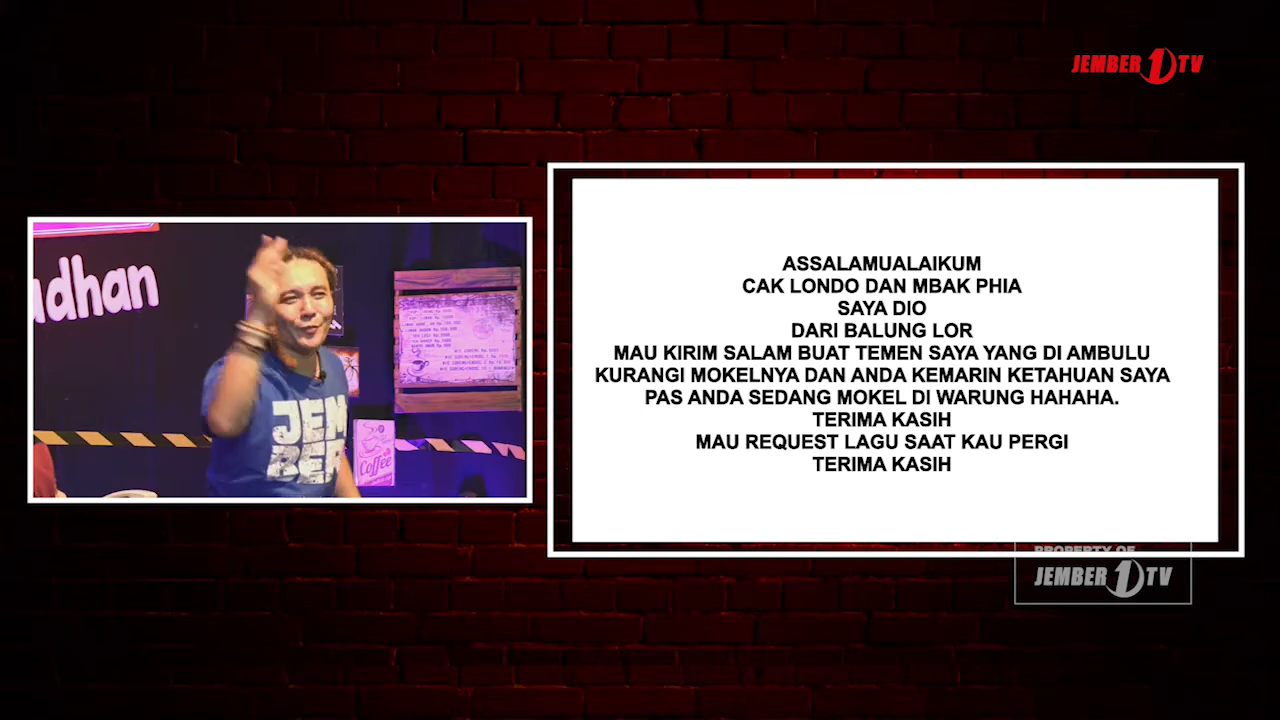 JEMBER 1 TV
adhan
JEM
BER
Coffee
ASSALAMUALAIKUM
CAK LONDO DAN MBAK PHIA
SAYA DIO
DARI BALUNG LOR
MAU KIRIM SALAM BUAT TEMEN SAYA YANG DI AMBULU
KURANGI MOKELNYA DAN ANDA KEMARIN KETAHUAN SAYA
PAS ANDA SEDANG MOKEL DI WARUNG HAHAHA.
TERIMA KASIH
MAU REQUEST LAGU SAAT KAU PERGI
TERIMA KASIH
PROPERTY OF
JEMBER 1 TV